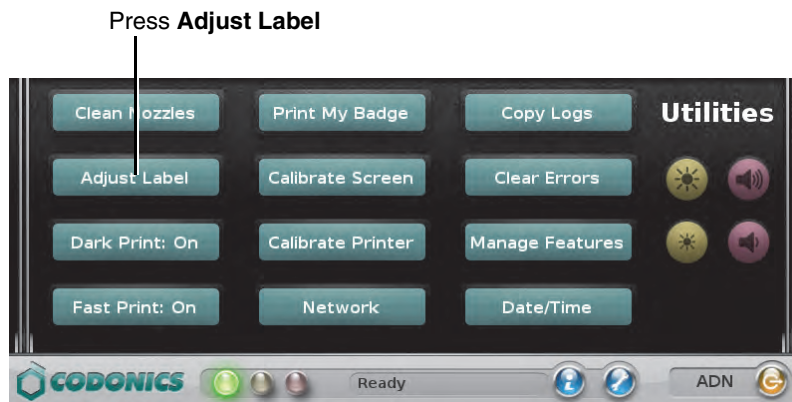 Press Adjust Label
Clean Nozzles Print My Badge Copy Logs Utilities
Adjust Label Calibrate Screen Clear Errors
Dark Print: On Calibrate Printer Manage Features
Fast Print: On Network Date/Time
CODONICS Ready i ADN